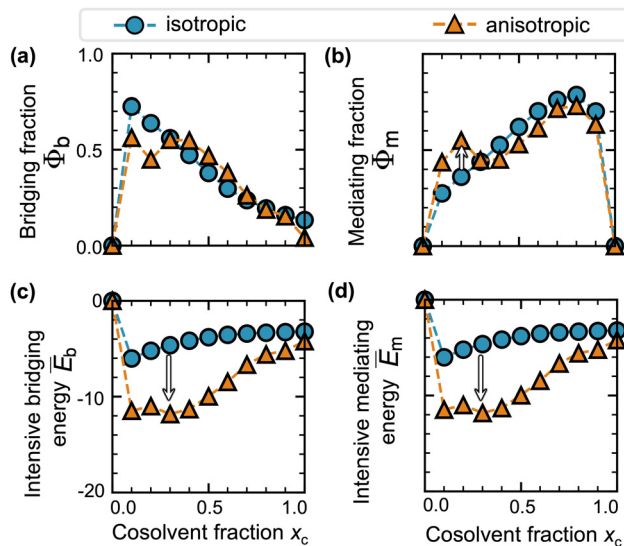 isotropic anisotropic
(a) (b)
1.0
Bridging fraction
Φb
0.5
0.0
Mediating fraction
Φm
(c) (d)
0
-10
-20
Intensive bridging
energy E̅b
Intensive mediating
energy E̅m
0.0 0.5 1.0 0.0 0.5 1.0
Cosolvent fraction xc Cosolvent fraction xc